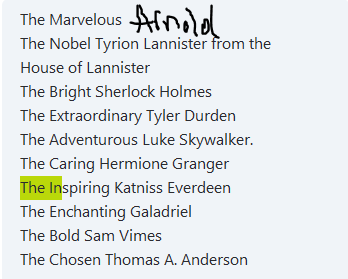 The Marvelous Arnold
The Nobel Tyrion Lannister from the
House of Lannister
The Bright Sherlock Holmes
The Extraordinary Tyler Durden
The Adventurous Luke Skywalker.
The Caring Hermione Granger
The Inspiring Katniss Everdeen
The Enchanting Galadriel
The Bold Sam Vimes
The Chosen Thomas A. Anderson